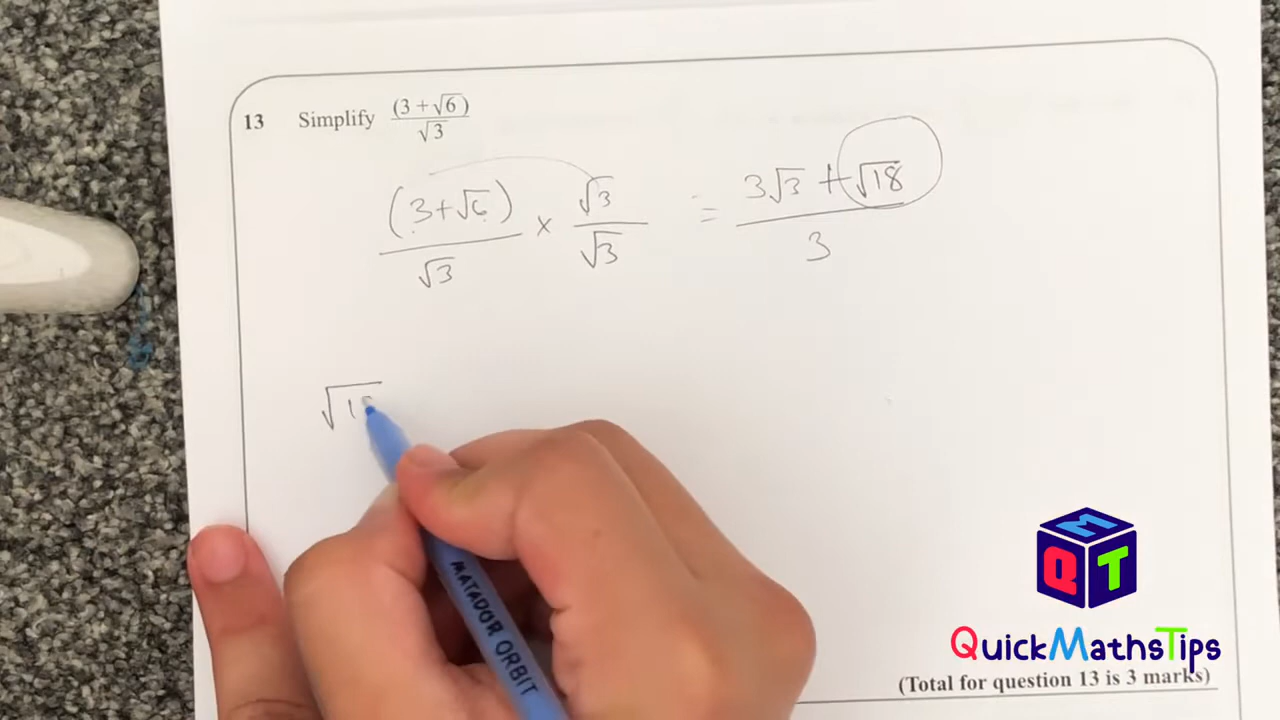 13 Simplify (3 + √6) / √3
(3+√6) / √3 × √3 / √3 = 3√3 + √18 / 3
√1
MATADOR ORBIT
M
Q T
QuickMathsTips
(Total for question 13 is 3 marks)